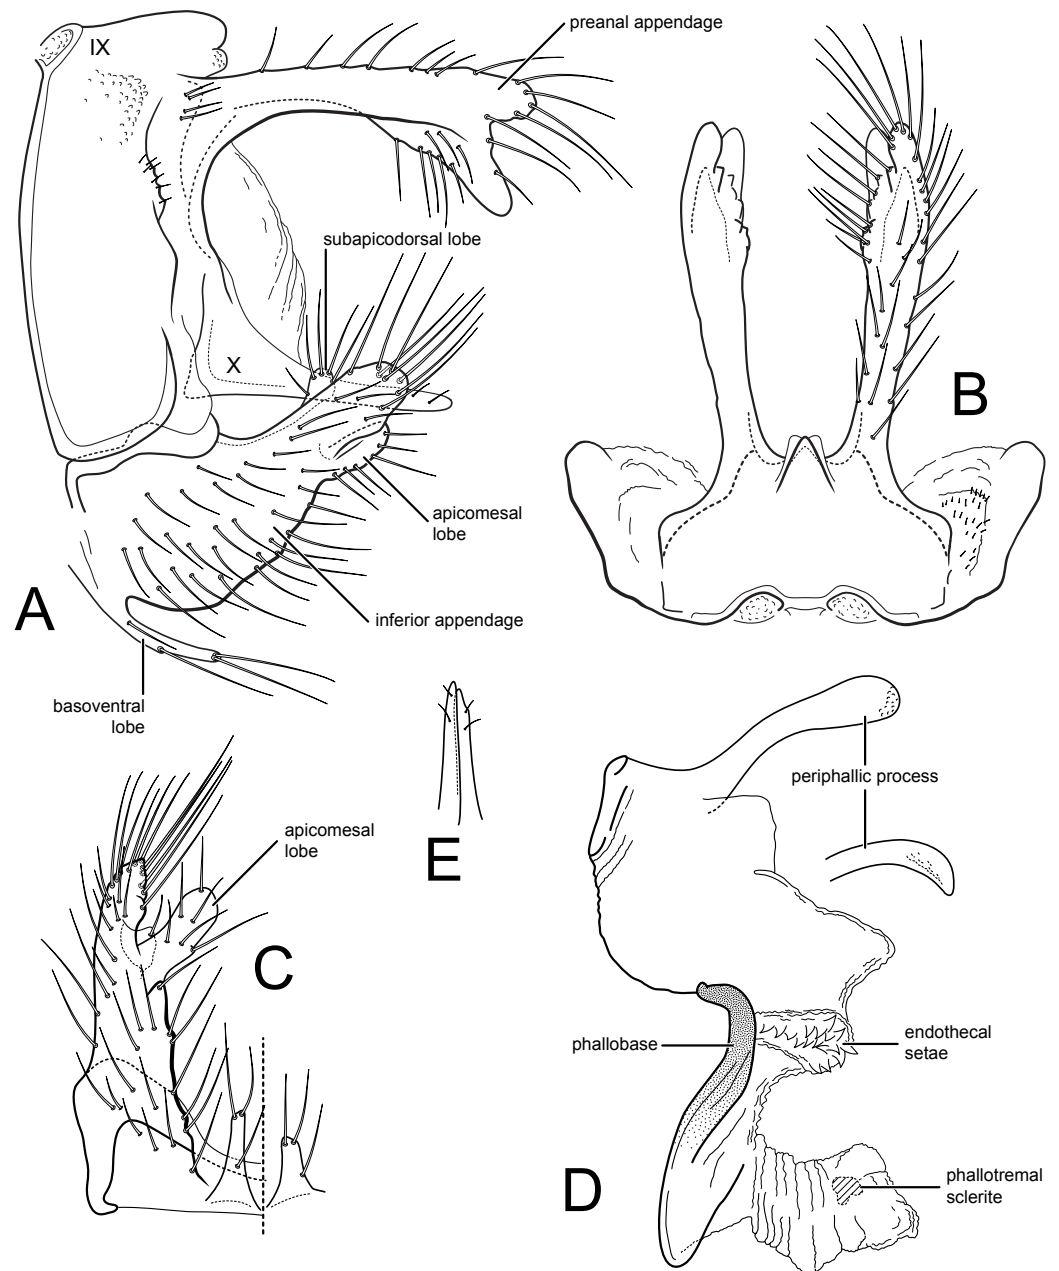 preanal appendage
IX
subapicodorsal lobe
X
B
apicomesal
lobe
A
inferior appendage
basoventral
lobe
periphallic process
E
apicomesal
lobe
C
phallobase
endothecal
setae
D
phallotremal
sclerite